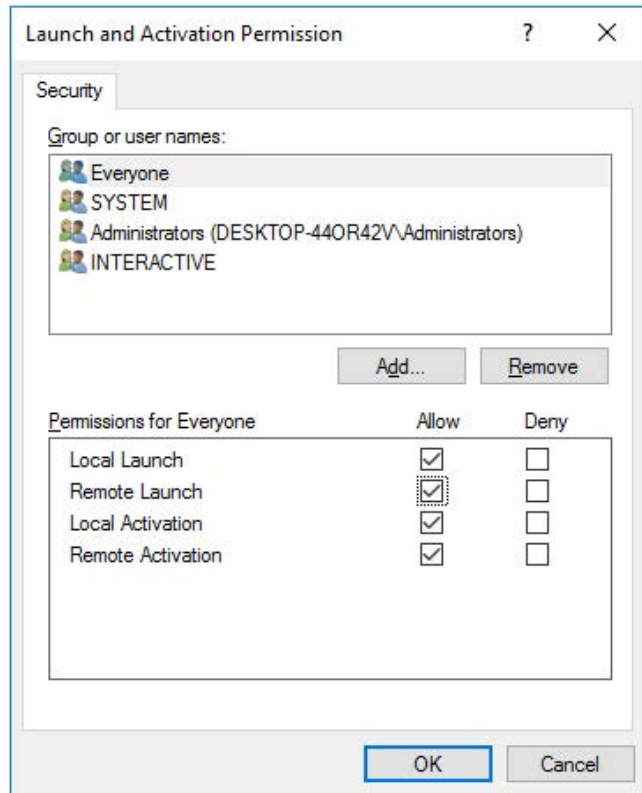 Launch and Activation Permission ? ×
Security
Group or user names:
Everyone
SYSTEM
Administrators (DESKTOP-44OR42V\Administrators)
INTERACTIVE
Add... Remove
Permissions for Everyone Allow Deny
Local Launch
Remote Launch
Local Activation
Remote Activation
OK Cancel